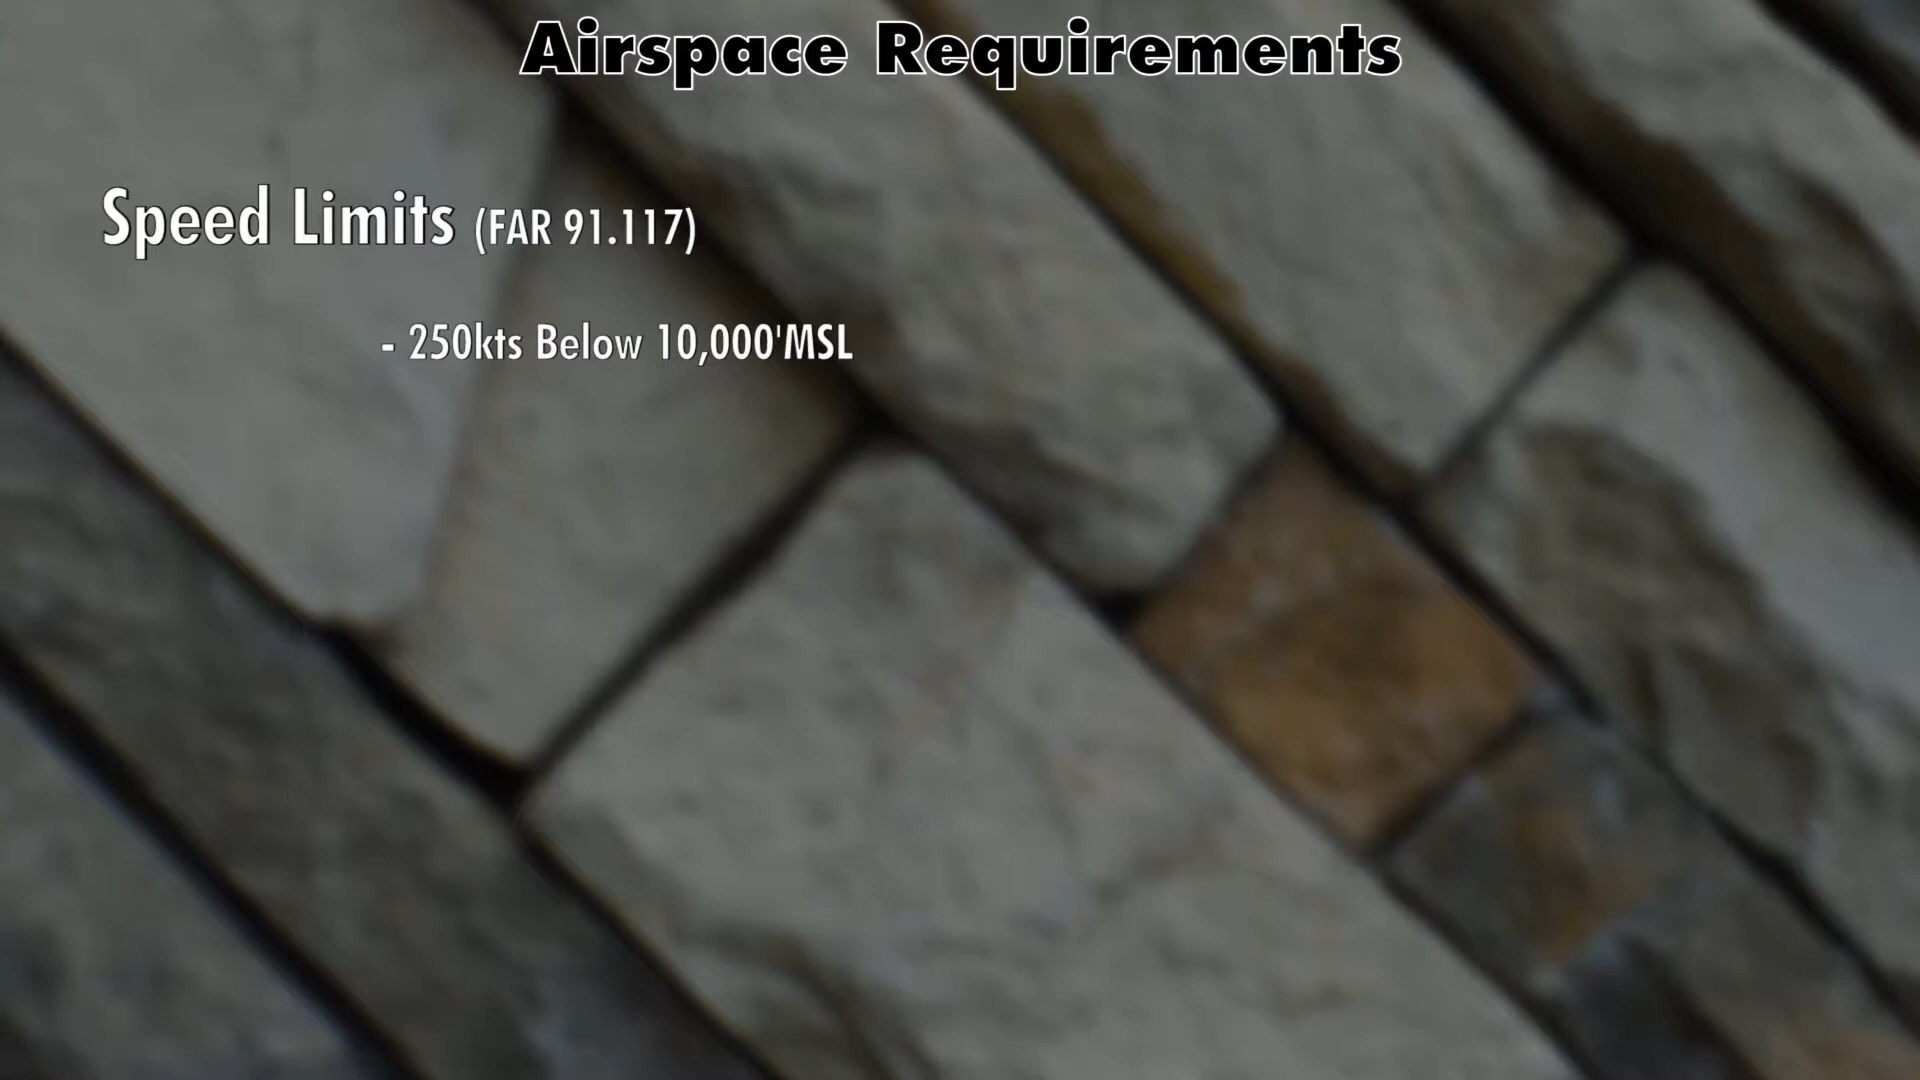 Airspace Requirements
Speed Limits (FAR 91.117)
- 250kts Below 10,000'MSL